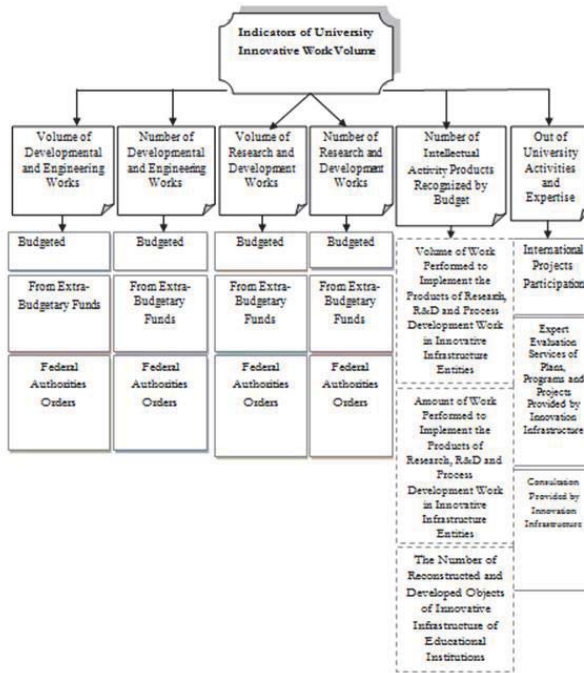 Indicators of University
Innovative Work Volume
Volume of
Developmental
and Engineering
Works
Budgeted
From Extra-
Budgetary Funds
Federal
Authorities
Orders
Number of
Developmental
and Engineering
Works
Budgeted
From Extra-
Budgetary
Funds
Federal
Authorities
Orders
Volume of
Research and
Development
Works
Budgeted
From Extra-
Budgetary
Funds
Federal
Authorities
Orders
Number of
Research and
Development
Works
Budgeted
From Extra-
Budgetary
Funds
Federal
Authorities
Orders
Number of
Intellectual
Activity Products
Recognized by
Budget
Volume of Work
Performed to
Implement the
Products of Research,
R&D and Process
Development Work
in Innovative
Infrastructure
Entities
Amount of Work
Performed to
Implement the
Products of
Research, R&D and
Process
Development Work
in Innovative
Infrastructure
Entities
The Number of
Reconstructed and
Developed Objects
of Innovative
Infrastructure of
Educational
Institutions
Out of
University
Activities
and
Expertise
International
Projects
Participation
Expert
Evaluation
Services of
Plans,
Programs and
Projects
Provided by
Innovation
Infrastructure
Consultation
Provided by
Innovation
Infrastructure